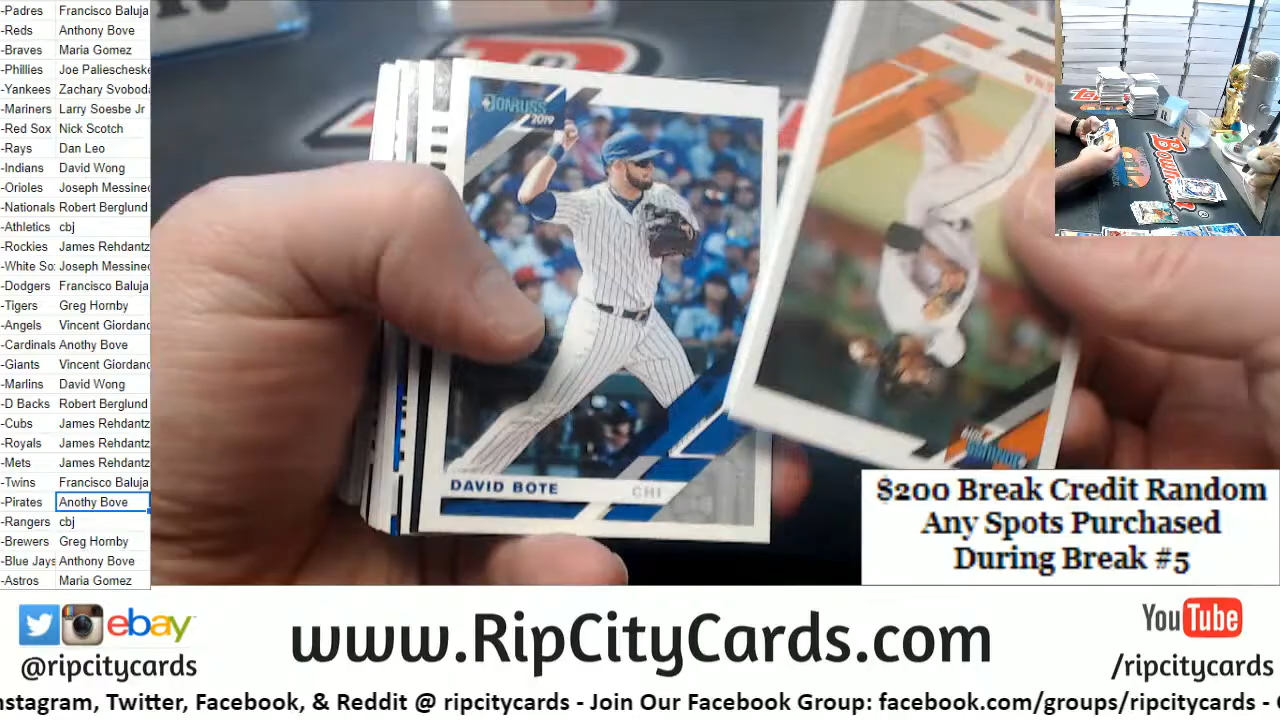 -Padres Francisco Baluja
-Reds Anthony Bove
-Braves Maria Gomez
-Phillies Joe Paliescheske
-Yankees Zachary Svoboda
-Mariners Larry Soesbe Jr
-Red Sox Nick Scotch
-Rays Dan Leo
-Indians David Wong
-Orioles Joseph Messined
-Nationals Robert Berglund
-Athletics cbj
-Rockies James Rehdantz
-White So Joseph Messined
-Dodgers Francisco Baluja
-Tigers Greg Hornby
-Angels Vincent Giordano
-Cardinals Anothy Bove
-Giants Vincent Giordano
-Marlins David Wong
-D Backs Robert Berglund
-Cubs James Rehdantz
-Royals James Rehdantz
-Mets James Rehdantz
-Twins Francisco Baluja
-Pirates Anothy Bove
-Rangers cbj
-Brewers Greg Hornby
-Blue Jays Anthony Bove
-Astros Maria Gomez
DONRUSS
2019
DAVID BOTE CHI
$200 Break Credit Random
Any Spots Purchased
During Break #5
ebay
@ripcitycards
www.RipCityCards.com
YouTube
/ripcitycards
nstagram, Twitter, Facebook, & Reddit @ ripcitycards - Join Our Facebook Group: facebook.com/groups/ripcitycards -